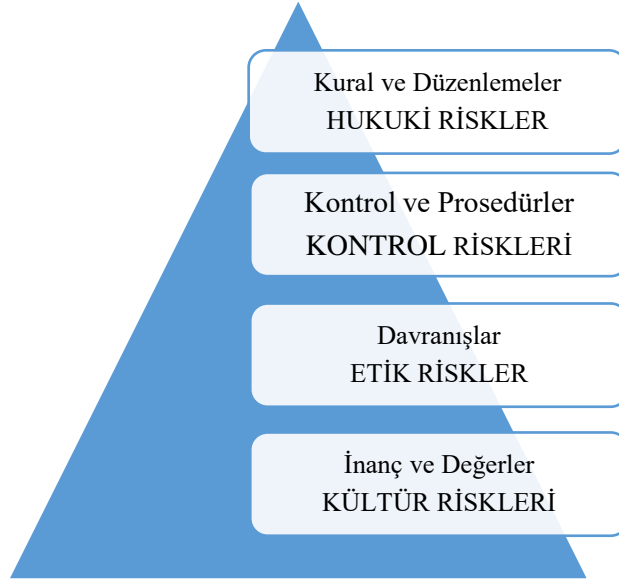 Kural ve Düzenlemeler
HUKUKİ RİSKLER
Kontrol ve Prosedürler
KONTROL RİSKLERİ
Davranışlar
ETİK RİSKLER
İnanç ve Değerler
KÜLTÜR RİSKLERİ